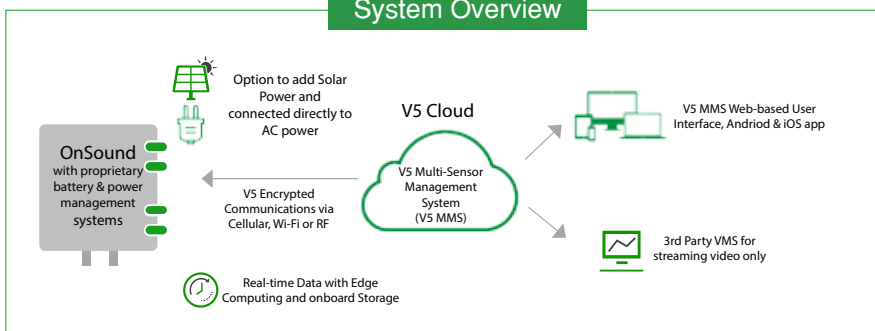 System Overview
Option to add Solar
Power and
connected directly to
AC power
OnSound
with proprietary
battery & power
management
systems
V5 Encrypted
Communications via
Cellular, Wi-Fi or RF
Real-time Data with Edge
Computing and onboard Storage
V5 Cloud
V5 Multi-Sensor
Management
System
(V5 MMS)
V5 MMS Web-based User
Interface, Andriod & iOS app
3rd Party VMS for
streaming video only